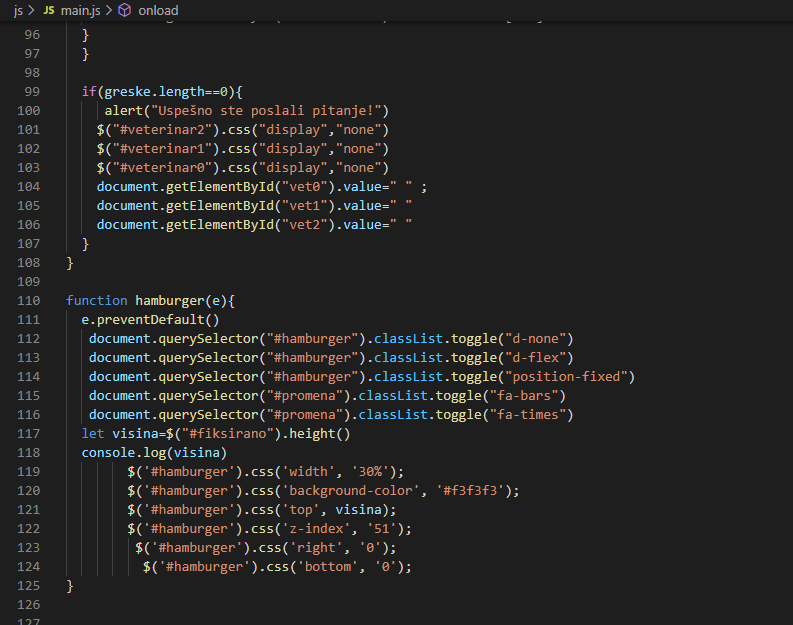 js > JS main.js > onload
96 }
97 }
98
99 if(greske.length==0){
100 alert("Uspešno ste poslali pitanje!")
101 $("#veterinar2").css("display","none")
102 $("#veterinar1").css("display","none")
103 $("#veterinar0").css("display","none")
104 document.getElementById("vet0").value=" " ;
105 document.getElementById("vet1").value=" "
106 document.getElementById("vet2").value=" "
107 }
108 }
109
110 function hamburger(e){
111 e.preventDefault()
112 document.querySelector("#hamburger").classList.toggle("d-none")
113 document.querySelector("#hamburger").classList.toggle("d-flex")
114 document.querySelector("#hamburger").classList.toggle("position-fixed")
115 document.querySelector("#promena").classList.toggle("fa-bars")
116 document.querySelector("#promena").classList.toggle("fa-times")
117 let visina=$("#fiksirano").height()
118 console.log(visina)
119 $('#hamburger').css('width', '30%');
120 $('#hamburger').css('background-color', '#f3f3f3');
121 $('#hamburger').css('top', visina);
122 $('#hamburger').css('z-index', '51');
123 $('#hamburger').css('right', '0');
124 $('#hamburger').css('bottom', '0');
125 }
126
127